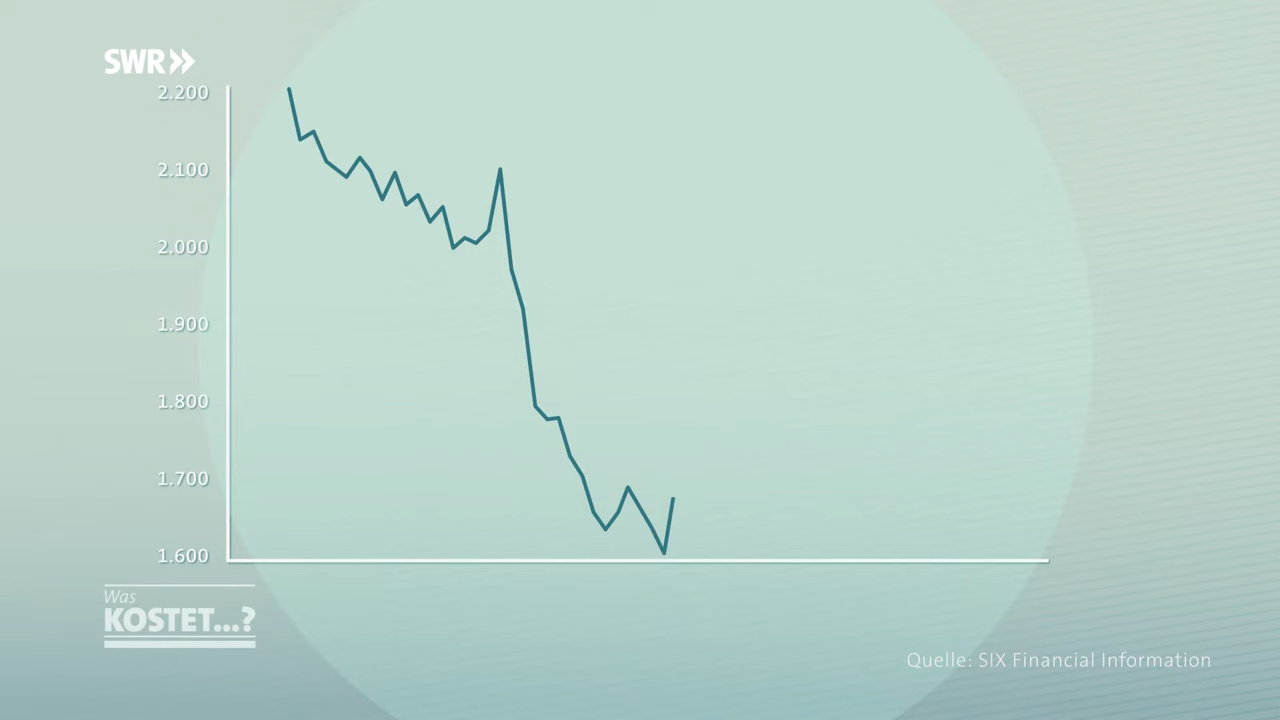 SWR
2.200
2.100
2.000
1.900
1.800
1.700
1.600
Was
KOSTET...?
Quelle: SIX Financial Information